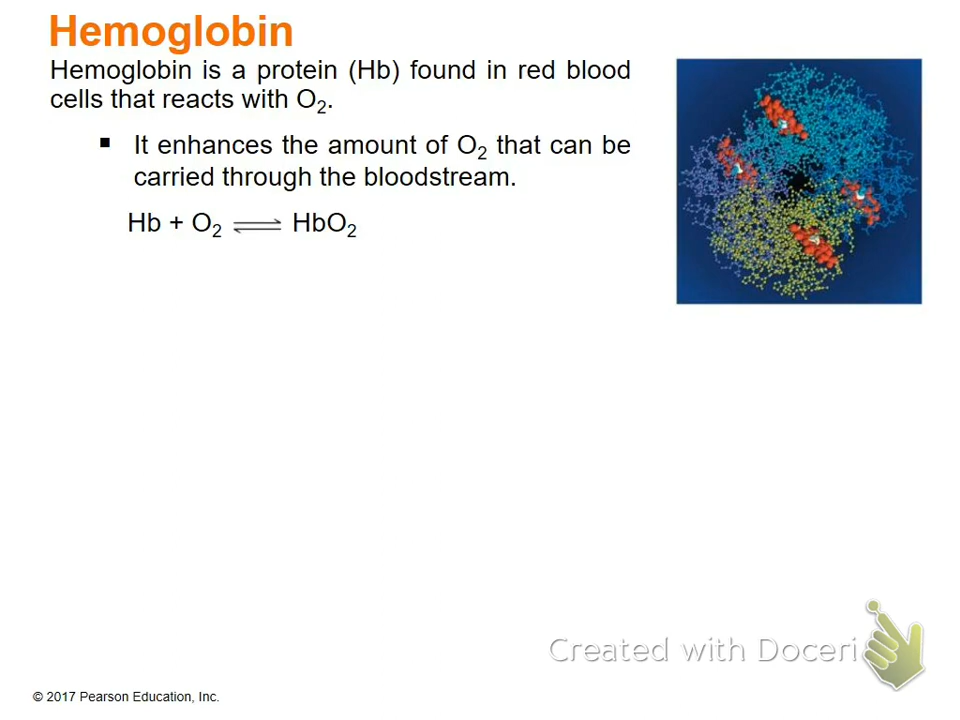 Hemoglobin
Hemoglobin is a protein (Hb) found in red blood
cells that reacts with O₂.
▪ It enhances the amount of O₂ that can be
carried through the bloodstream.
Hb + O₂ ⇌ HbO₂
Created with Doceri
© 2017 Pearson Education, Inc.